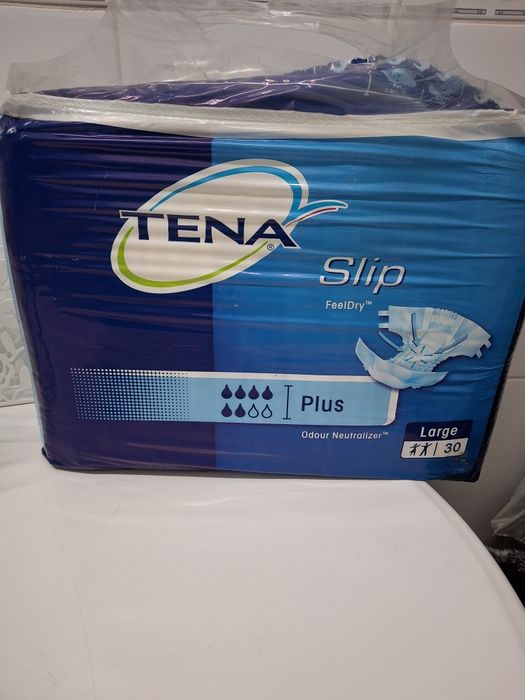 TENA®
Slip
FeelDry™
Plus
Odour Neutralizer™
Large
30